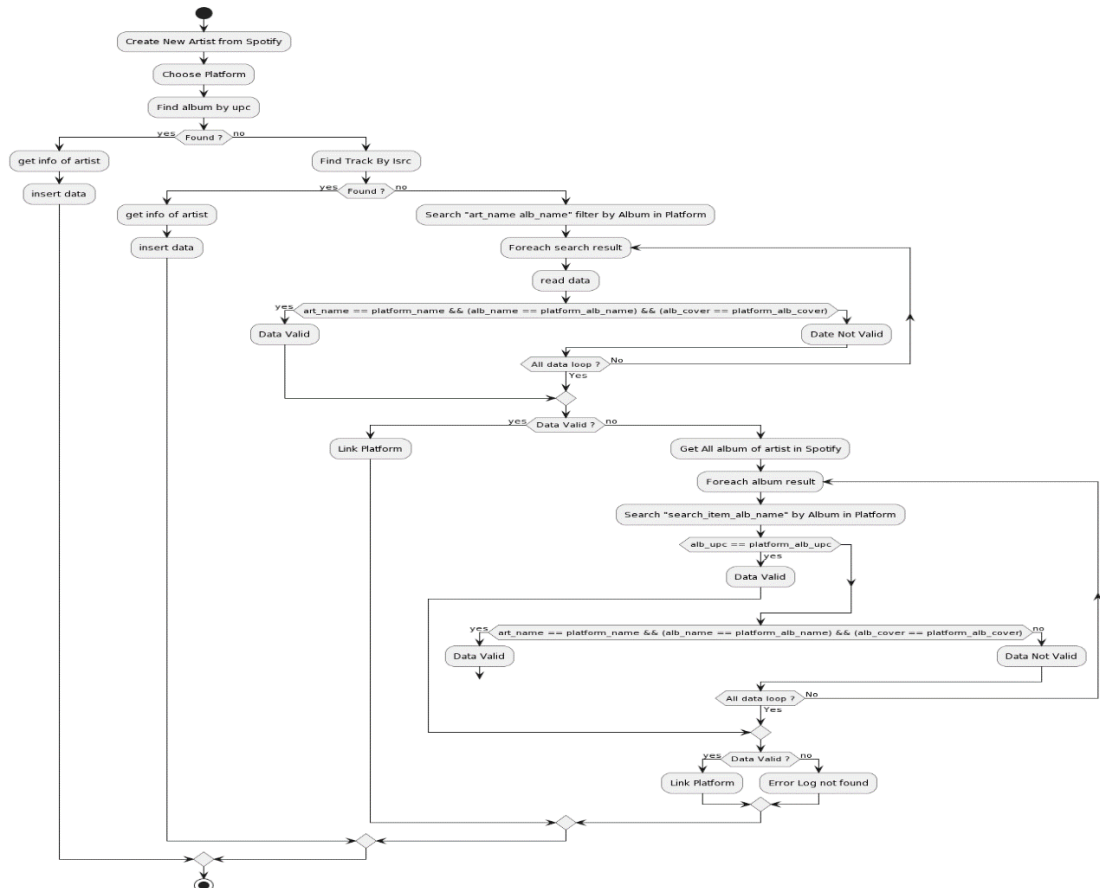 Create New Artist from Spotify
Choose Platform
Find album by upc
yes
Found ?
no
get info of artist
Find Track By Isrc
insert data
yes
Found ?
no
get info of artist
Search "art_name alb_name" filter by Album in Platform
insert data
Foreach search result
read data
yes
art_name == platform_name && (alb_name == platform_alb_name) && (alb_cover == platform_alb_cover)
Data Valid
Date Not Valid
All data loop ?
No
Yes
yes
Data Valid ?
no
Link Platform
Get All album of artist in Spotify
Foreach album result
Search "search_item_alb_name" by Album in Platform
alb_upc == platform_alb_upc
yes
Data Valid
yes
art_name == platform_name && (alb_name == platform_alb_name) && (alb_cover == platform_alb_cover)
no
Data Valid
Data Not Valid
All data loop ?
No
Yes
yes
Data Valid ?
no
Link Platform
Error Log not found